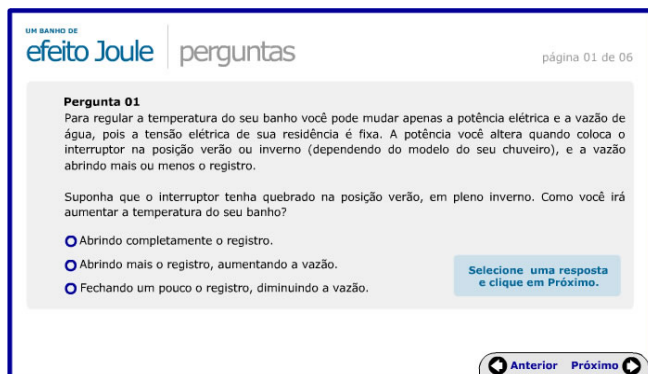 UM BANHO DE
efeito Joule perguntas
página 01 de 06
Pergunta 01
Para regular a temperatura do seu banho você pode mudar apenas a potência elétrica e a vazão de
água, pois a tensão elétrica de sua residência é fixa. A potência você altera quando coloca o
interruptor na posição verão ou inverno (dependendo do modelo do seu chuveiro), e a vazão
abrindo mais ou menos o registro.
Suponha que o interruptor tenha quebrado na posição verão, em pleno inverno. Como você irá
aumentar a temperatura do seu banho?
Abrindo completamente o registro.
Abrindo mais o registro, aumentando a vazão.
Fechando um pouco o registro, diminuindo a vazão.
Selecione uma resposta
e clique em Próximo.
Anterior Próximo